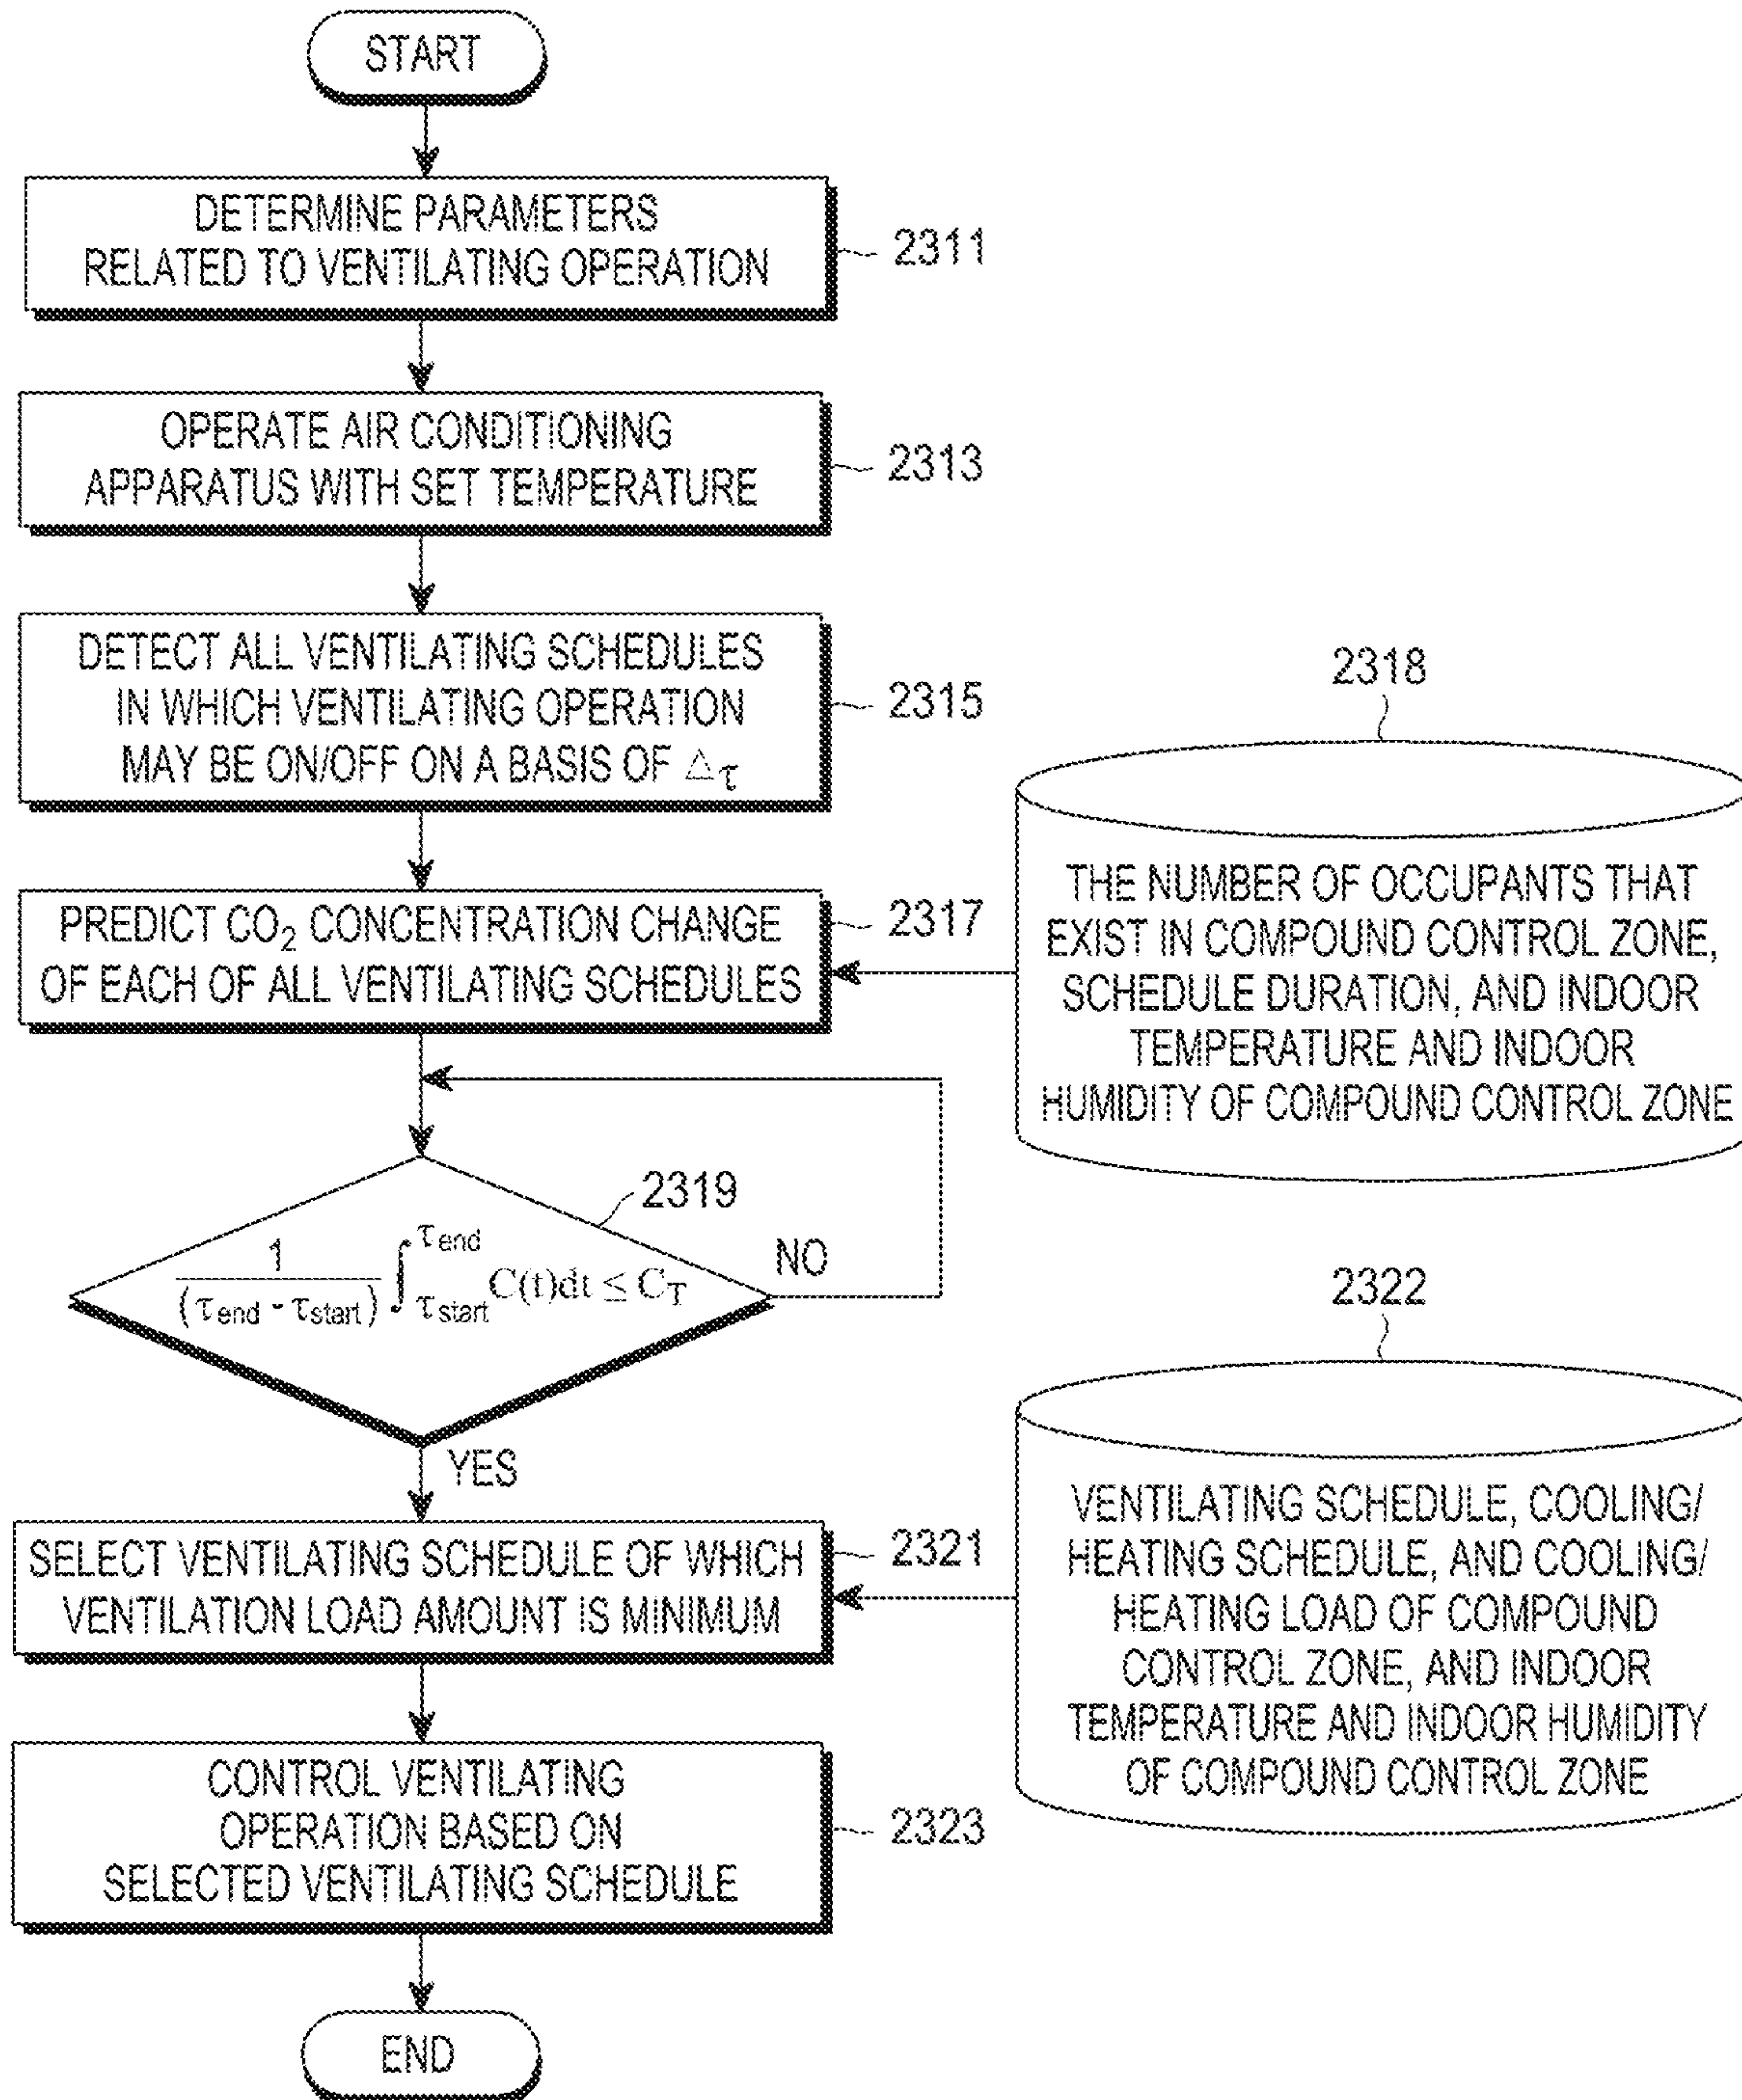 START
DETERMINE PARAMETERS
RELATED TO VENTILATING OPERATION
2311
OPERATE AIR CONDITIONING
APPARATUS WITH SET TEMPERATURE
2313
DETECT ALL VENTILATING SCHEDULES
IN WHICH VENTILATING OPERATION
MAY BE ON/OFF ON A BASIS OF △τ
2315
2318
THE NUMBER OF OCCUPANTS THAT
EXIST IN COMPOUND CONTROL ZONE,
SCHEDULE DURATION, AND INDOOR
TEMPERATURE AND INDOOR
HUMIDITY OF COMPOUND CONTROL ZONE
PREDICT CO₂ CONCENTRATION CHANGE
OF EACH OF ALL VENTILATING SCHEDULES
2317
2319
1/(τend - τstart) ∫τstart^τend C(t)dt ≤ CT
NO
YES
2322
VENTILATING SCHEDULE, COOLING/
HEATING SCHEDULE, AND COOLING/
HEATING LOAD OF COMPOUND
CONTROL ZONE, AND INDOOR
TEMPERATURE AND INDOOR HUMIDITY
OF COMPOUND CONTROL ZONE
SELECT VENTILATING SCHEDULE OF WHICH
VENTILATION LOAD AMOUNT IS MINIMUM
2321
CONTROL VENTILATING
OPERATION BASED ON
SELECTED VENTILATING SCHEDULE
2323
END